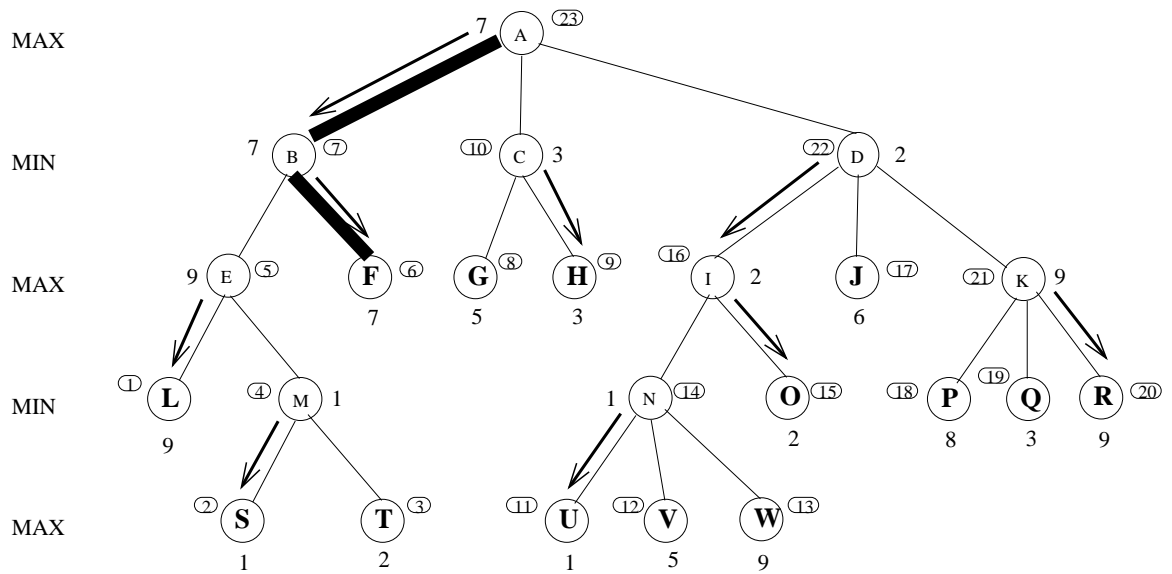 MAX 7 A 23
MIN 7 B 7 10 C 3 22 D 2
MAX 9 E 5 F 6 G 8 H 9 16 I 2 J 17 21 K 9
7 5 3 6
MIN 1 L 4 M 1 1 N 14 O 15 18 P 19 Q R 20
9 2 8 3 9
MAX 2 S T 3 11 U 12 V W 13
1 2 1 5 9